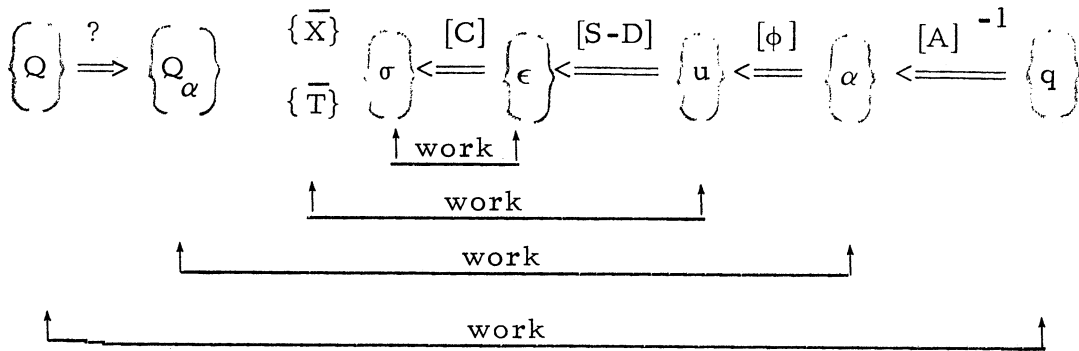 {Q} ?⟹ {Q_α} {X̄} {T̄} {σ} [C]⟸ {ϵ} [S-D]⟸ {u} [ϕ]⟸ {α} [A]⁻¹⟸ {q}
work
work
work
work